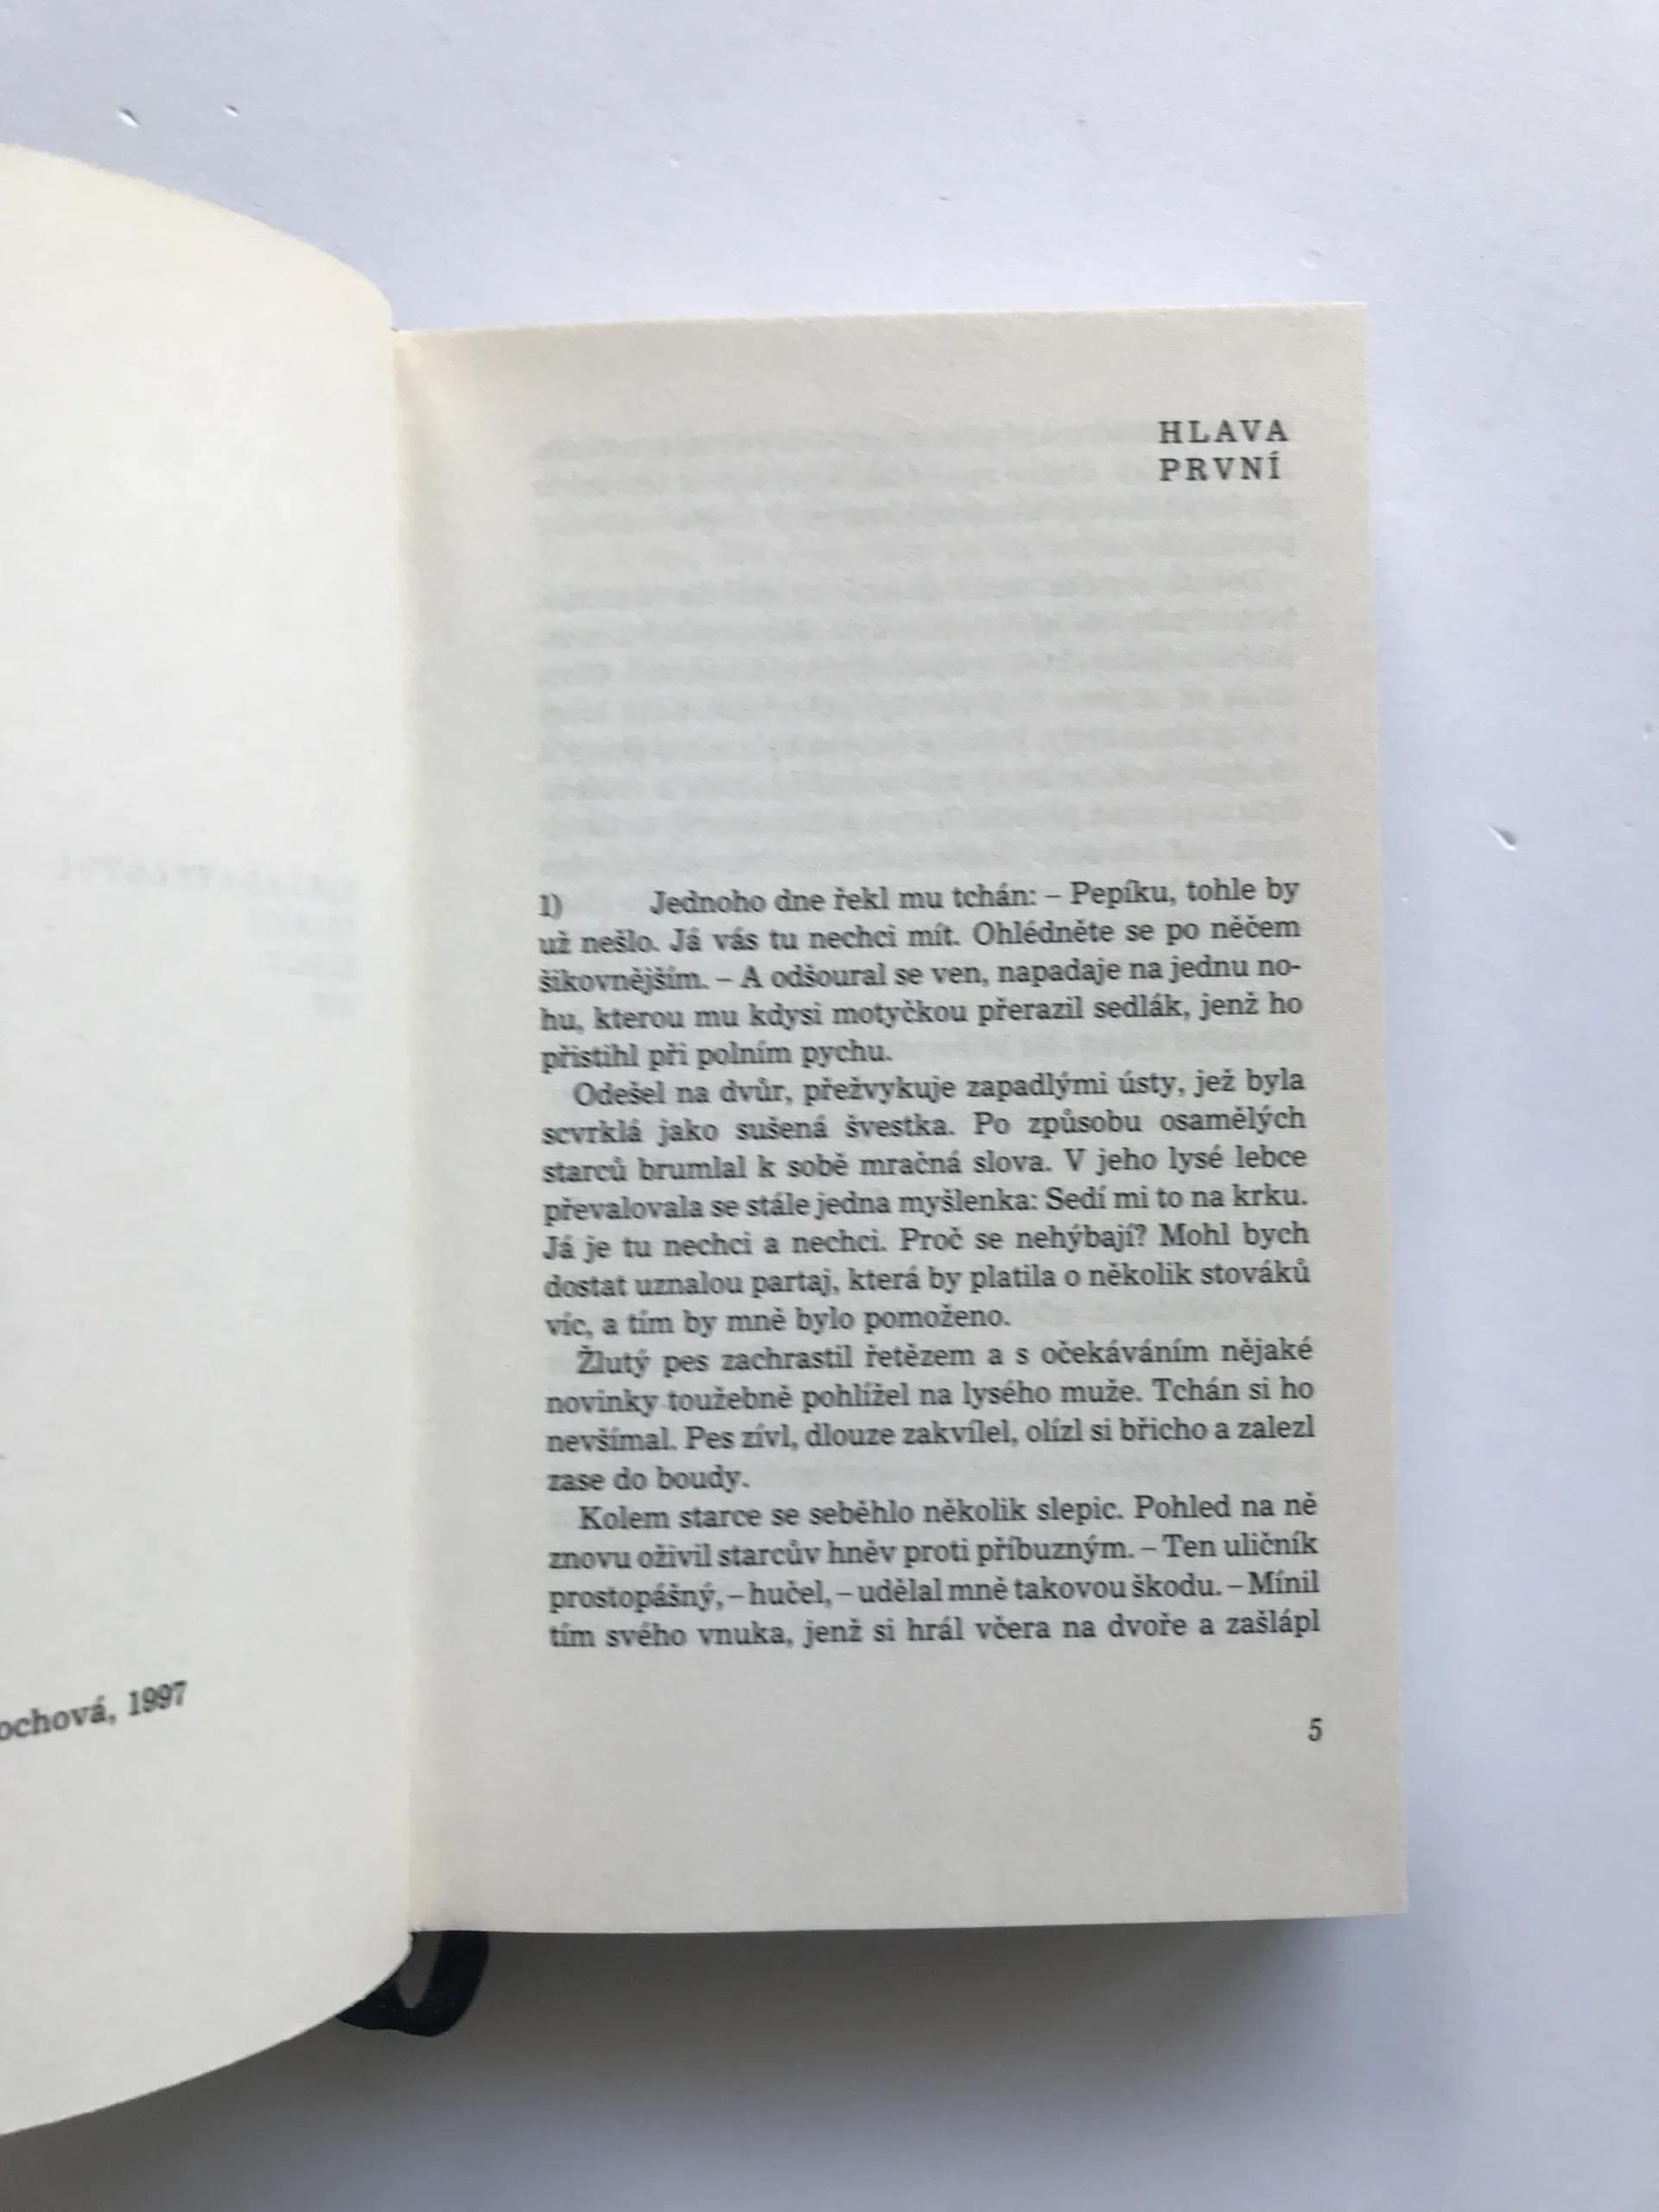 ochová, 1997
HLAVA
PRVNÍ
1) Jednoho dne řekl mu tchán: – Pepíku, tohle by
už nešlo. Já vás tu nechci mít. Ohlédněte se po něčem
šikovnějším. – A odšoural se ven, napadaje na jednu no-
hu, kterou mu kdysi motyčkou přerazil sedlák, jenž ho
přistihl při polním pychu.
Odešel na dvůr, přežvykuje zapadlými ústy, jež byla
scvrklá jako sušená švestka. Po způsobu osamělých
starců brumlal k sobě mračná slova. V jeho lysé lebce
převalovala se stále jedna myšlenka: Sedí mi to na krku.
Já je tu nechci a nechci. Proč se nehýbají? Mohl bych
dostat uznalou partaj, která by platila o několik stováků
víc, a tím by mně bylo pomoženo.
Žlutý pes zachrastil řetězem a s očekáváním nějaké
novinky toužebně pohlížel na lysého muže. Tchán si ho
nevšímal. Pes zívl, dlouze zakvílel, olízl si břicho a zalezl
zase do boudy.
Kolem starce se seběhlo několik slepic. Pohled na ně
znovu oživil starcův hněv proti příbuzným. – Ten uličník
prostopášný, – hučel, – udělal mně takovou škodu. – Mínil
tím svého vnuka, jenž si hrál včera na dvoře a zašlápl
5